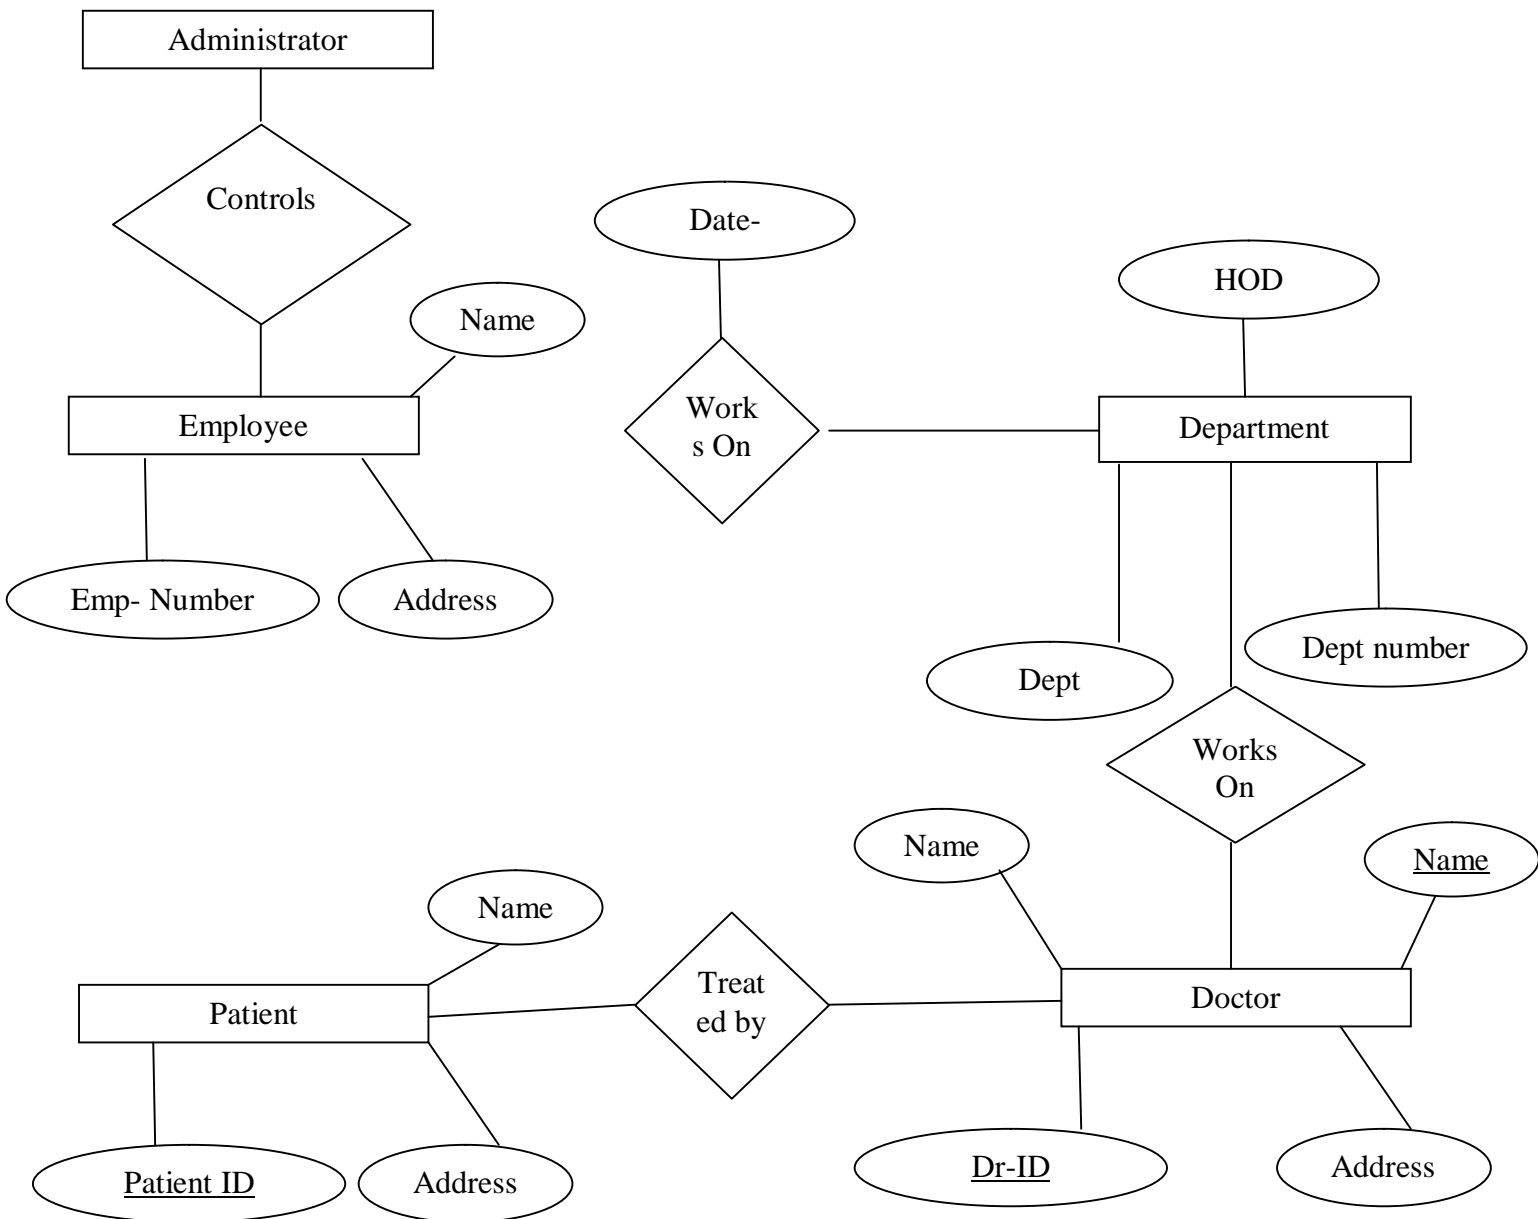 Administrator
Controls
Date-
HOD
Name
Work
s On
Employee
Department
Emp- Number
Address
Dept
Dept number
Works
On
Name
Name
Name
Treat
ed by
Patient
Doctor
Patient ID
Address
Dr-ID
Address